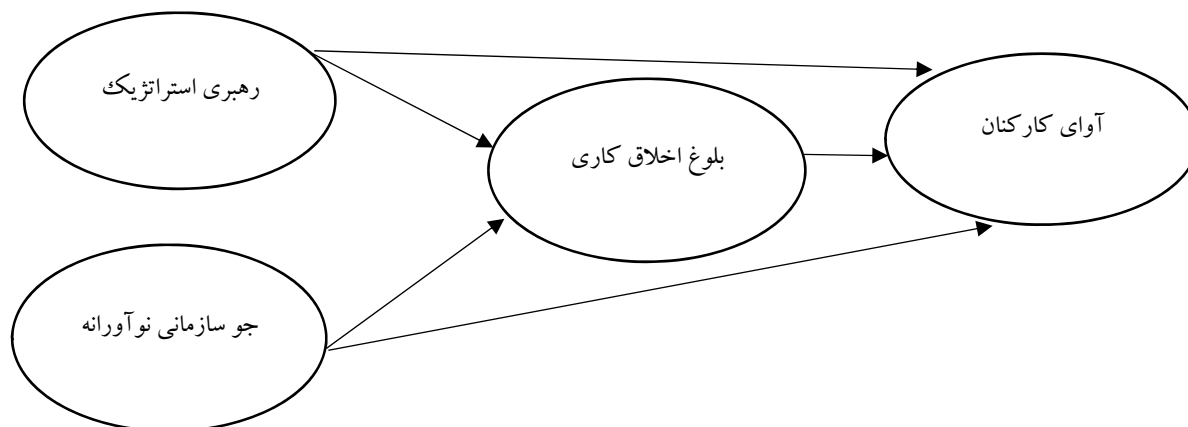 رهبری استراتژیک
آوای کارکنان
بلوغ اخلاق کاری
جو سازمانی نوآورانه